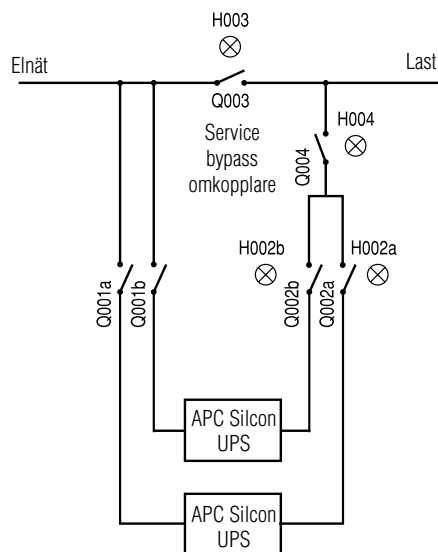 H003
Elnät
Last
Q003
H004
Service
bypass
omkopplare
Q004
H002b
H002a
Q001a
Q001b
Q002b
Q002a
APC Silcon
UPS
APC Silcon
UPS